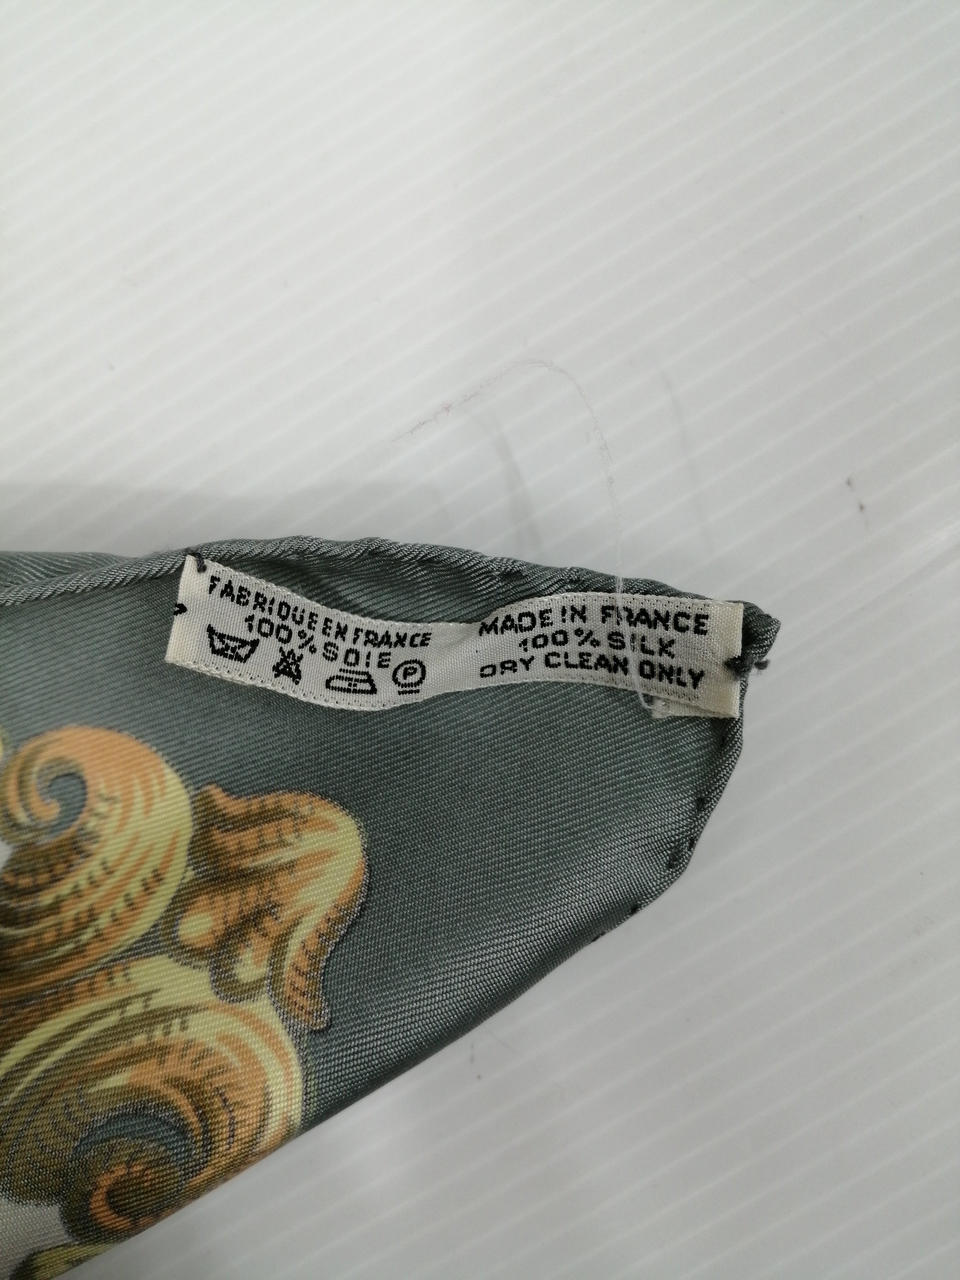 FABRIQUE EN FRANCE
100% SOIE
P
MADE IN FRANCE
100% SILK
DRY CLEAN ONLY